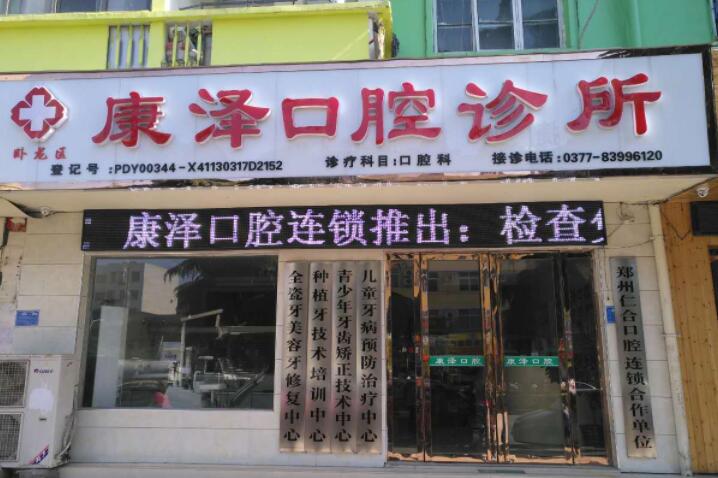 康泽口腔诊所
卧龙区
登记号:PDY00344-X41130317D2152
诊疗科目:口腔科
接诊电话:0377-83996120
康泽口腔连锁推出:检查
全瓷牙美容牙修复中心
种植牙技术培训中心
青少年牙齿矫正技术中心
儿童牙病预防治疗中心
康泽口腔
康泽口腔
郑州仁合口腔连锁合作单位